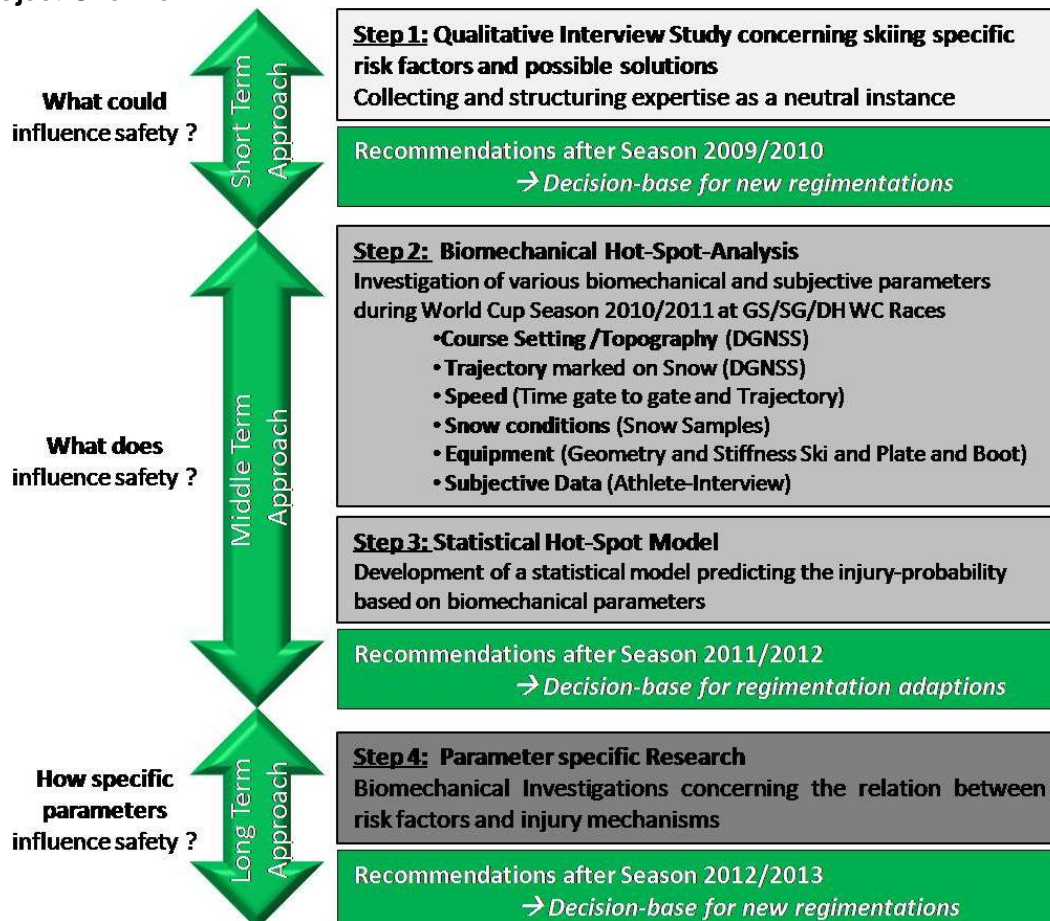 What could
influence safety ?
Short Term
Approach
Step 1: Qualitative Interview Study concerning skiing specific
risk factors and possible solutions
Collecting and structuring expertise as a neutral instance
Recommendations after Season 2009/2010
→ Decision-base for new regimentations
What does
influence safety ?
Middle Term
Approach
Step 2: Biomechanical Hot-Spot-Analysis
Investigation of various biomechanical and subjective parameters
during World Cup Season 2010/2011 at GS/SG/DH WC Races
•Course Setting /Topography (DGNSS)
• Trajectory marked on Snow (DGNSS)
• Speed (Time gate to gate and Trajectory)
• Snow conditions (Snow Samples)
• Equipment (Geometry and Stiffness Ski and Plate and Boot)
• Subjective Data (Athlete-Interview)
Step 3: Statistical Hot-Spot Model
Development of a statistical model predicting the injury-probability
based on biomechanical parameters
Recommendations after Season 2011/2012
→ Decision-base for regimentation adaptions
How specific
parameters
influence safety ?
Long Term
Approach
Step 4: Parameter specific Research
Biomechanical Investigations concerning the relation between
risk factors and injury mechanisms
Recommendations after Season 2012/2013
→ Decision-base for new regimentations